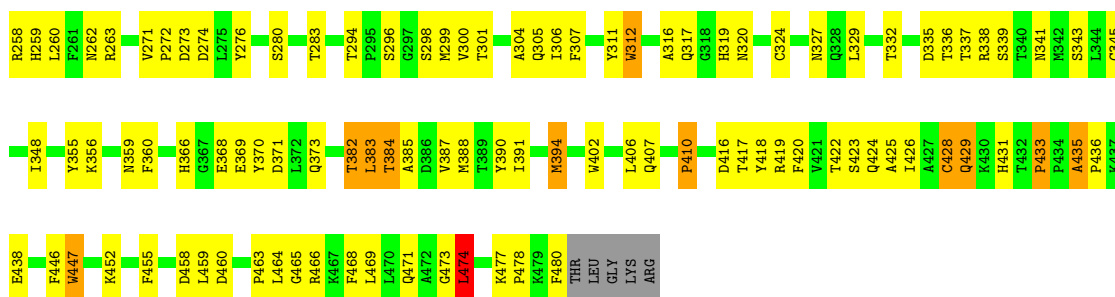 R258 H259 L260 F261 N262 R263 V271 P272 D273 D274 L275 Y276 S280 T283 T294 P295 S296 G297 S298 M299 V300 T301 A304 Q305 I306 F307 Y311 W312 A316 Q317 G318 H319 N320 C324 N327 Q328 L329 T332 D335 T336 T337 R338 S339 T340 N341 M342 S343 L344 C345
I348 Y355 K356 N359 F360 H366 G367 E368 E369 Y370 D371 L372 Q373 T382 L383 T384 A385 D386 V387 M388 T389 Y390 I391 M394 W402 L406 Q407 P410 D416 T417 Y418 R419 F420 V421 T422 S423 Q424 A425 I426 A427 C428 Q429 K430 H431 T432 P433 P434 A435 P436 K437
E438 F446 W447 K452 F455 D458 L459 D460 P463 L464 G465 R466 K467 F468 L469 L470 Q471 A472 G473 L474 K477 P478 K479 F480 THR LEU GLY LYS ARG